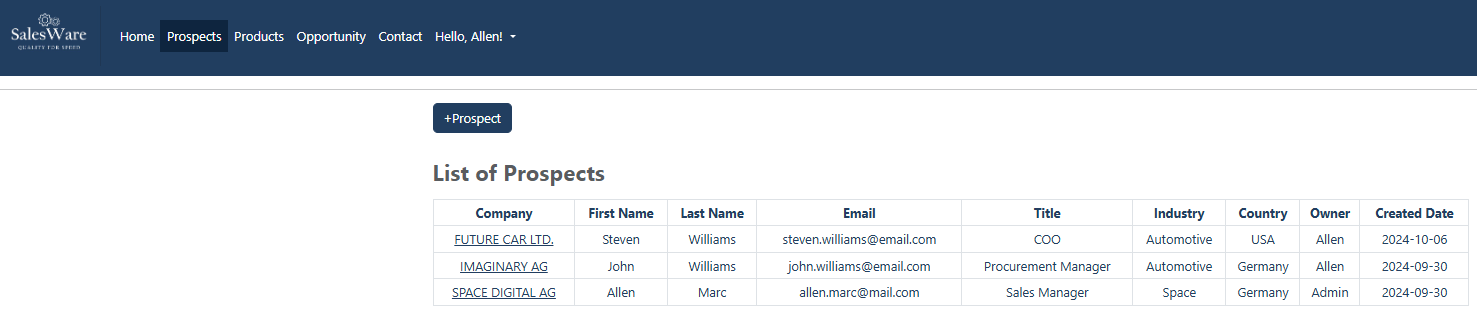 SalesWare
QUALITY FOR SPEED
Home Prospects Products Opportunity Contact Hello, Allen!
+Prospect
List of Prospects
Company First Name Last Name Email Title Industry Country Owner Created Date
FUTURE CAR LTD. Steven Williams steven.williams@email.com COO Automotive USA Allen 2024-10-06
IMAGINARY AG John Williams john.williams@email.com Procurement Manager Automotive Germany Allen 2024-09-30
SPACE DIGITAL AG Allen Marc allen.marc@mail.com Sales Manager Space Germany Admin 2024-09-30